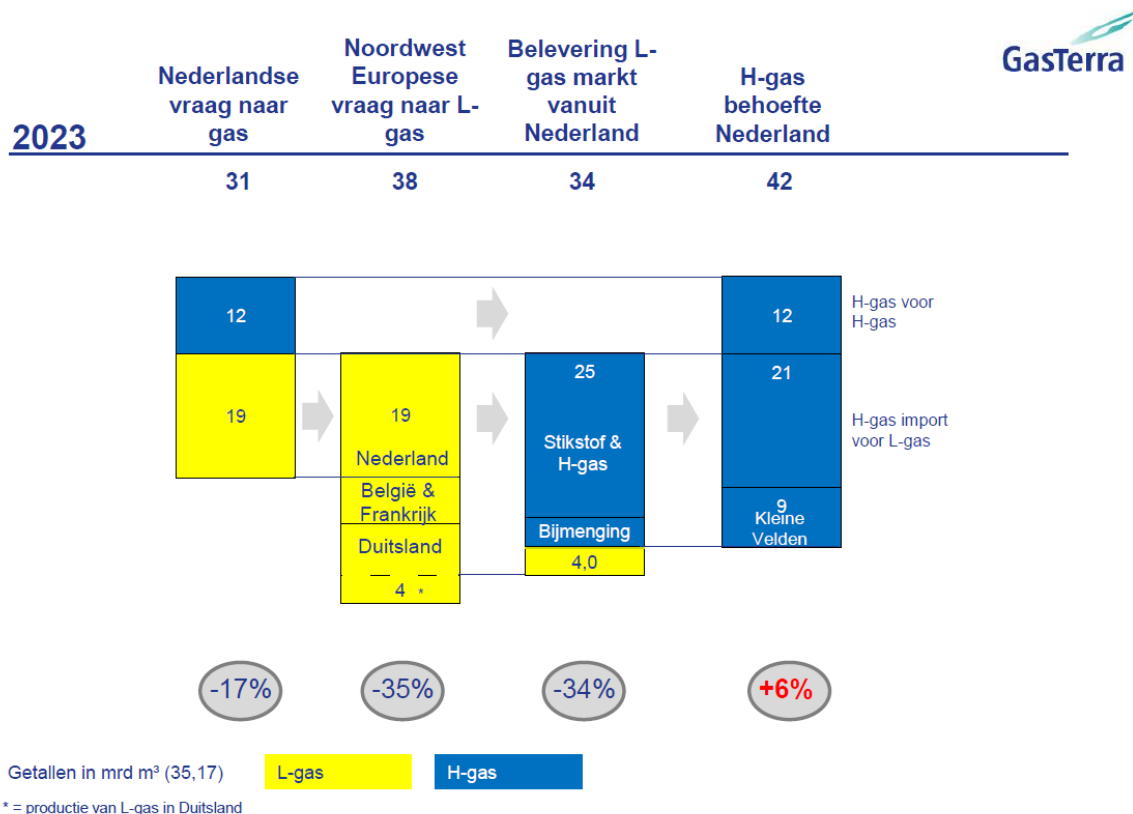 GasTerra
2023
Nederlandse
vraag naar
gas
Noordwest
Europese
vraag naar L-
gas
Belevering L-
gas markt
vanuit
Nederland
H-gas
behoefte
Nederland
31
38
34
42
12
12
H-gas voor
H-gas
19
19
Nederland
België &
Frankrijk
Duitsland
4 *
25
Stikstof &
H-gas
Bijmenging
4,0
21
9
Kleine
Velden
H-gas import
voor L-gas
-17%
-35%
-34%
+6%
Getallen in mrd m³ (35,17)
L-gas
H-gas
* = productie van L-gas in Duitsland